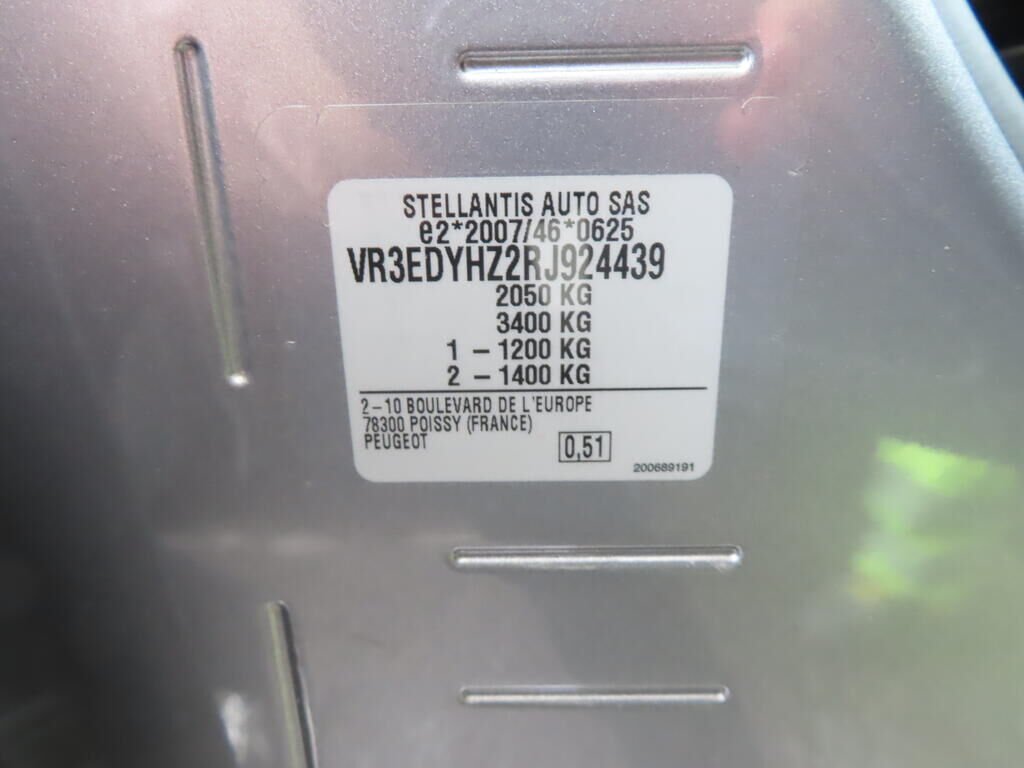 STELLANTIS AUTO SAS
e2*2007/46*0625
VR3EDYHZ2RJ924439
2050 KG
3400 KG
1 – 1200 KG
2 – 1400 KG
2–10 BOULEVARD DE L'EUROPE
78300 POISSY (FRANCE)
PEUGEOT
0,51
200689191